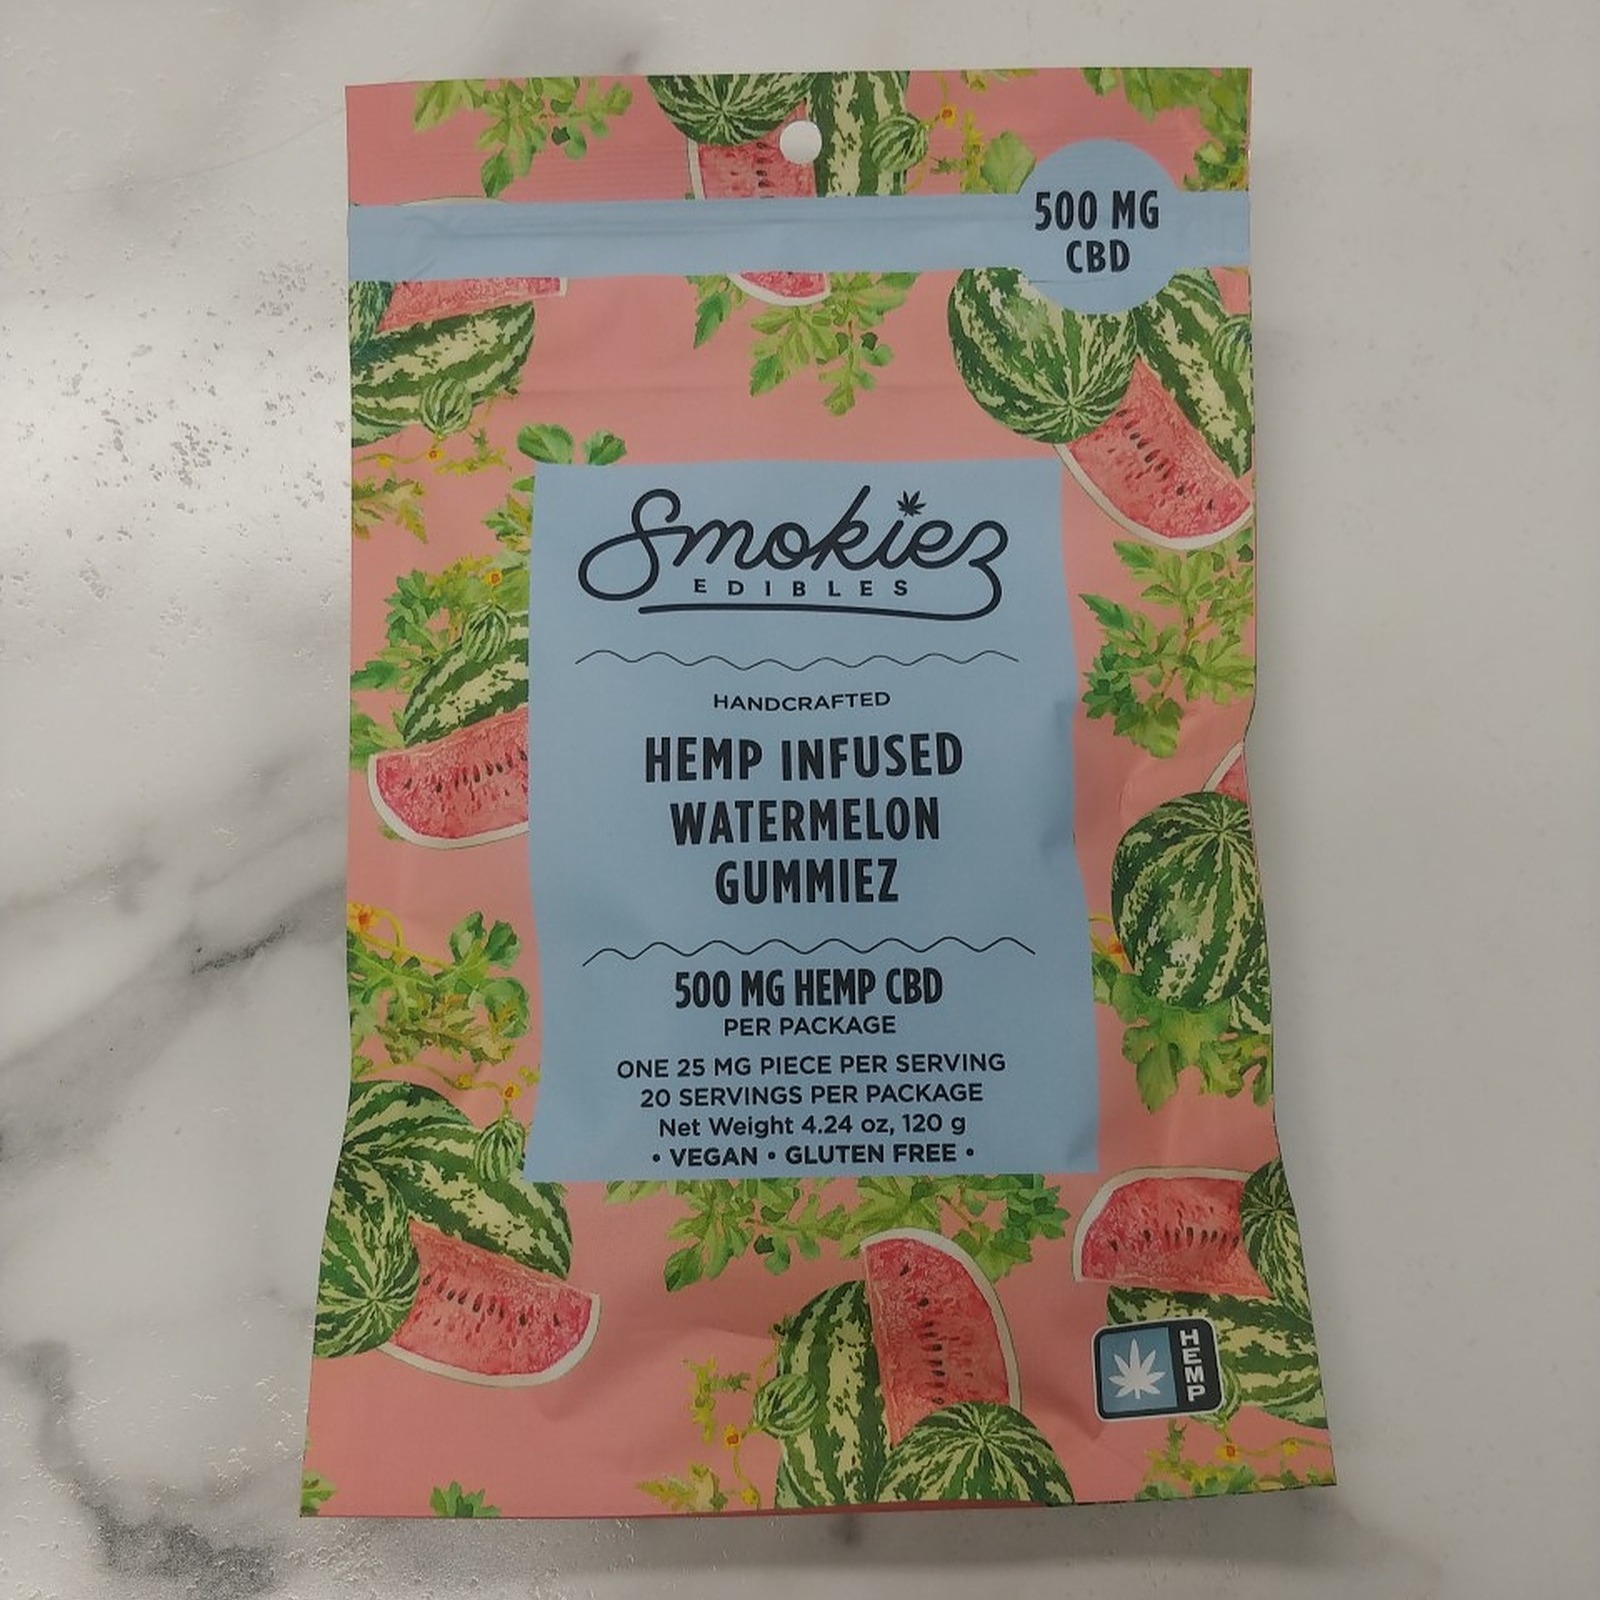 500 MG
CBD
Smokiez
EDIBLES
HANDCRAFTED
HEMP INFUSED
WATERMELON
GUMMIEZ
500 MG HEMP CBD
PER PACKAGE
ONE 25 MG PIECE PER SERVING
20 SERVINGS PER PACKAGE
Net Weight 4.24 oz, 120 g
• VEGAN • GLUTEN FREE •
HEMP